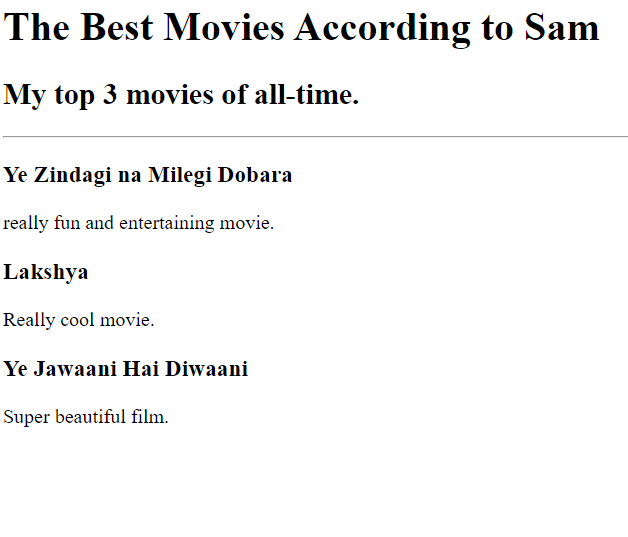 The Best Movies According to Sam
My top 3 movies of all-time.
Ye Zindagi na Milegi Dobara
really fun and entertaining movie.
Lakshya
Really cool movie.
Ye Jawaani Hai Diwaani
Super beautiful film.